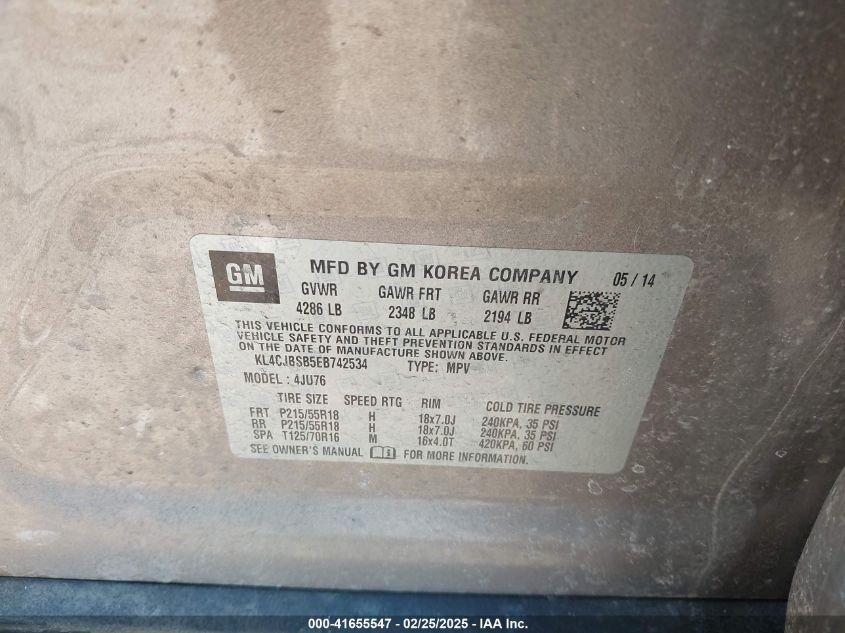 GM
MFD BY GM KOREA COMPANY 05/14
GVWR GAWR FRT GAWR RR
4286 LB 2348 LB 2194 LB
THIS VEHICLE CONFORMS TO ALL APPLICABLE U.S. FEDERAL MOTOR
VEHICLE SAFETY AND THEFT PREVENTION STANDARDS IN EFFECT
ON THE DATE OF MANUFACTURE SHOWN ABOVE.
KL4CJBSB5EB742534 TYPE: MPV
MODEL: 4JU76
TIRE SIZE SPEED RTG RIM COLD TIRE PRESSURE
FRT P215/55R18 H 18x7.0J 240KPA, 35 PSI
RR P215/55R18 H 18x7.0J 240KPA, 35 PSI
SPA T125/70R16 M 16x4.0T 420KPA, 60 PSI
SEE OWNER'S MANUAL FOR MORE INFORMATION.
000-41655547 - 02/25/2025 - IAA Inc.